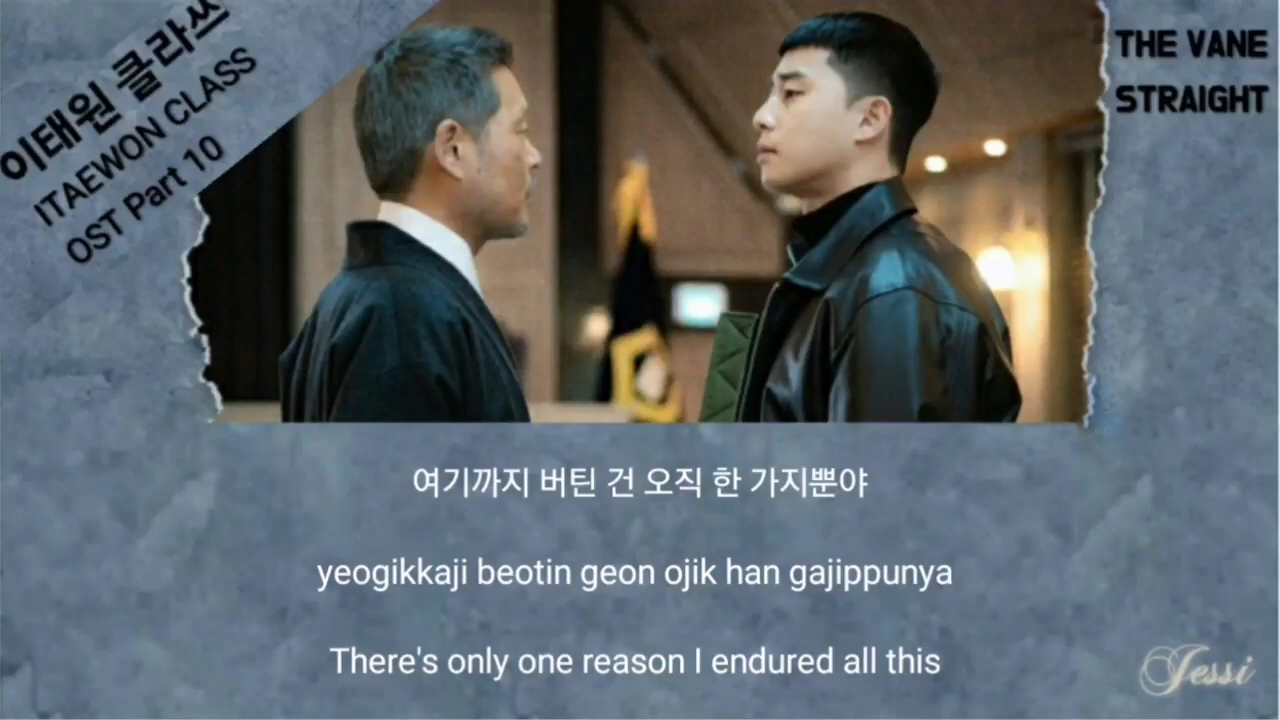 이태원 클라쓰
ITAEWON CLASS
OST Part 10
THE VANE
STRAIGHT
여기까지 버틴 건 오직 한 가지뿐야
yeogikkaji beotin geon ojik han gajippunya
There's only one reason I endured all this
Jessi